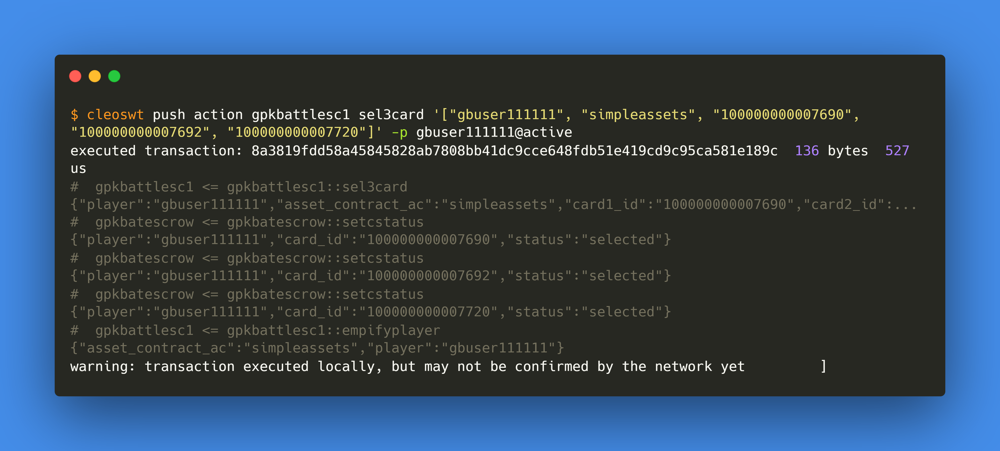 $ cleoswt push action gpkbattlesc1 sel3card '["gbuser111111", "simpleassets", "100000000007690",
"100000000007692", "100000000007720"]' -p gbuser111111@active
executed transaction: 8a3819fdd58a45845828ab7808bb41dc9cce648fdb51e419cd9c95ca581e189c  136 bytes  527
us
#  gpkbattlesc1 <= gpkbattlesc1::sel3card
{"player":"gbuser111111","asset_contract_ac":"simpleassets","card1_id":"100000000007690","card2_id":...
#  gpkbatescrow <= gpkbatescrow::setcstatus
{"player":"gbuser111111","card_id":"100000000007690","status":"selected"}
#  gpkbatescrow <= gpkbatescrow::setcstatus
{"player":"gbuser111111","card_id":"100000000007692","status":"selected"}
#  gpkbatescrow <= gpkbatescrow::setcstatus
{"player":"gbuser111111","card_id":"100000000007720","status":"selected"}
#  gpkbattlesc1 <= gpkbattlesc1::empifyplayer
{"asset_contract_ac":"simpleassets","player":"gbuser111111"}
warning: transaction executed locally, but may not be confirmed by the network yet         ]